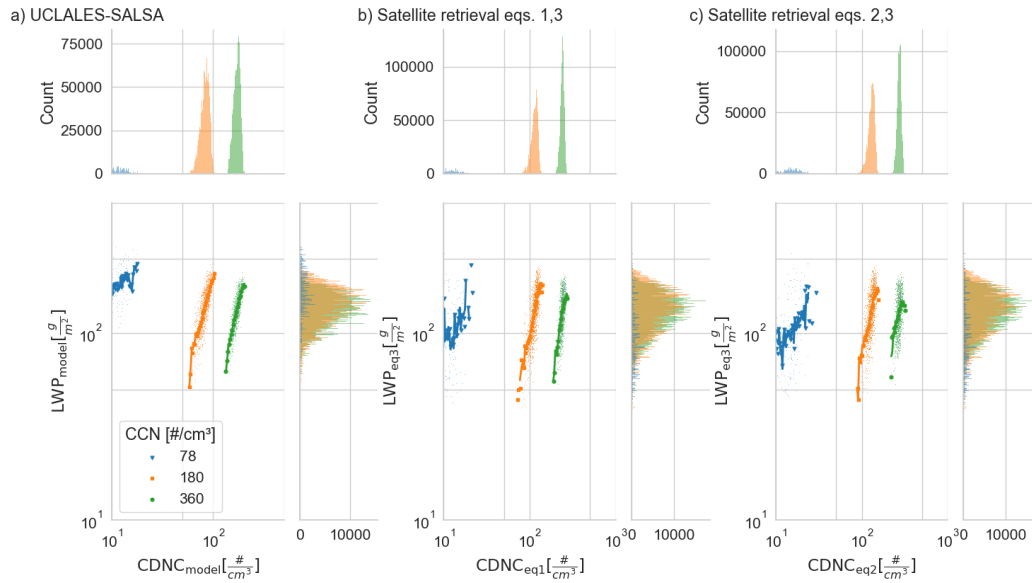 a) UCLALES-SALSA
b) Satellite retrieval eqs. 1,3
c) Satellite retrieval eqs. 2,3
Count
75000
50000
25000
0
Count
100000
50000
0
Count
100000
50000
0
LWP_model[g/m²]
10²
10¹
LWP_eq3[g/m²]
10²
10¹
LWP_eq3[g/m²]
10²
10¹
CCN [#/cm³]
78
180
360
10¹
10²
0
10000
10¹
10²
10³
0
10000
10¹
10²
10³
0
10000
CDNC_model[#/cm³]
CDNC_eq1[#/cm³]
CDNC_eq2[#/cm³]